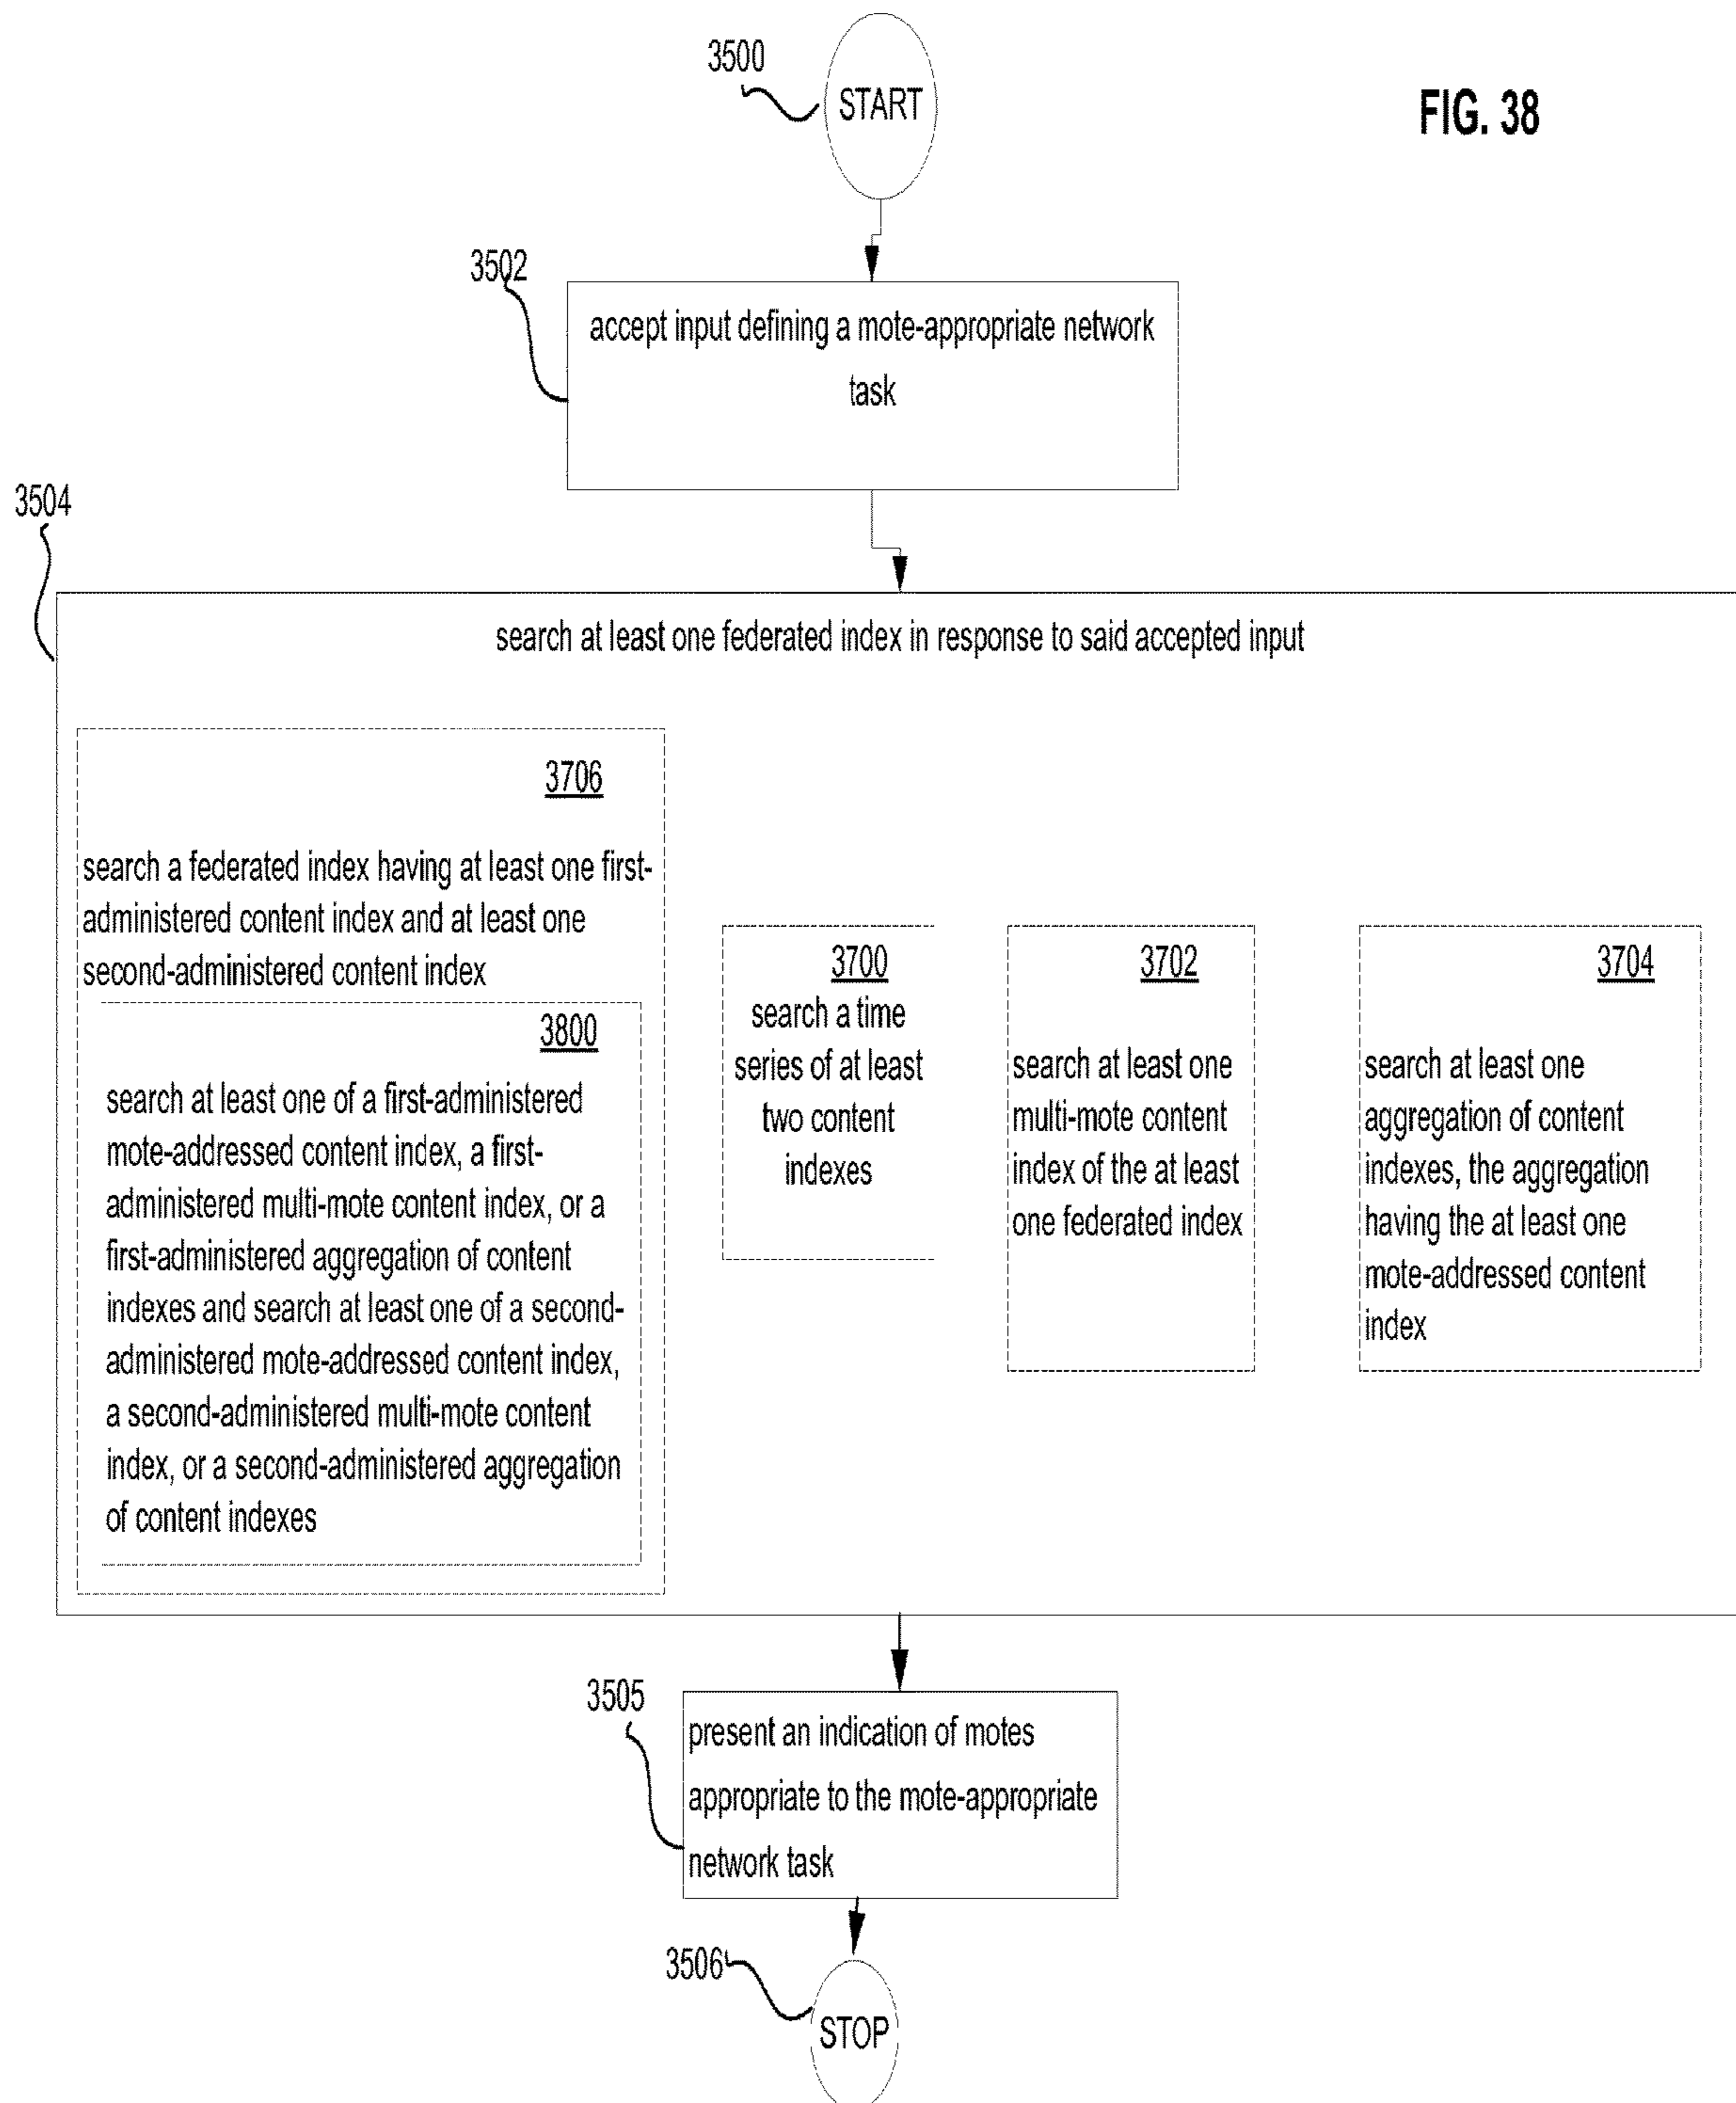 3500
START
FIG. 38
3502
accept input defining a mote-appropriate network
task
3504
search at least one federated index in response to said accepted input
3706
search a federated index having at least one first-
administered content index and at least one
second-administered content index
3800
search at least one of a first-administered
mote-addressed content index, a first-
administered multi-mote content index, or a
first-administered aggregation of content
indexes and search at least one of a second-
administered mote-addressed content index,
a second-administered multi-mote content
index, or a second-administered aggregation
of content indexes
3700
search a time
series of at least
two content
indexes
3702
search at least one
multi-mote content
index of the at least
one federated index
3704
search at least one
aggregation of content
indexes, the aggregation
having the at least one
mote-addressed content
index
3505
present an indication of motes
appropriate to the mote-appropriate
network task
3506
STOP